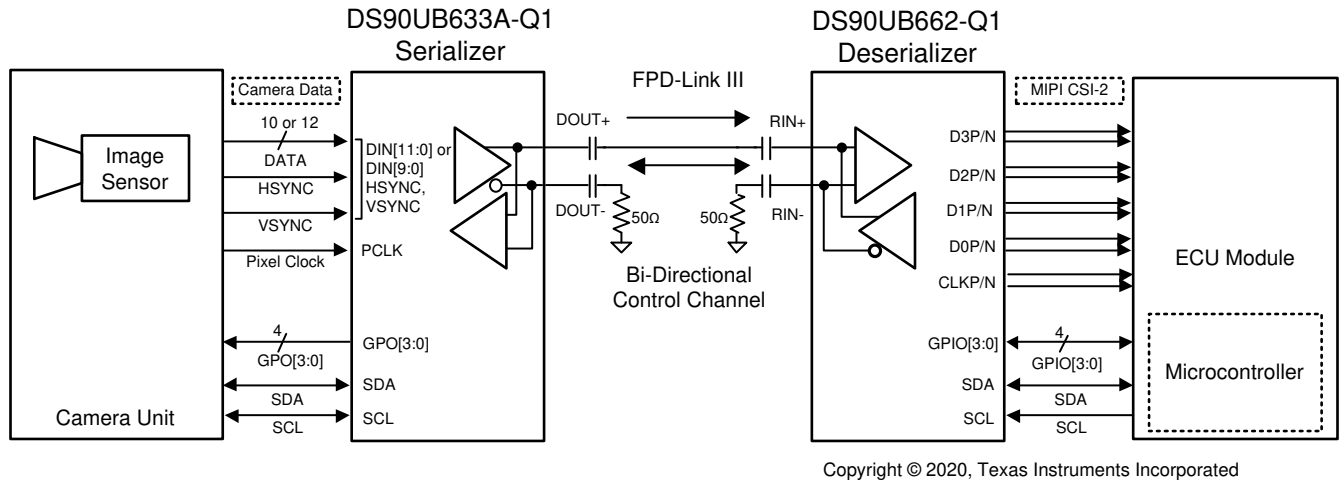 DS90UB633A-Q1
Serializer
DS90UB662-Q1
Deserializer
Camera Data
FPD-Link III
MIPI CSI-2
Image
Sensor
Camera Unit
10 or 12
DATA
HSYNC
VSYNC
Pixel Clock
4
GPO[3:0]
SDA
SCL
DIN[11:0] or
DIN[9:0]
HSYNC,
VSYNC
PCLK
GPO[3:0]
SDA
SCL
DOUT+
DOUT-
50Ω
Bi-Directional
Control Channel
RIN+
RIN-
50Ω
D3P/N
D2P/N
D1P/N
D0P/N
CLKP/N
GPIO[3:0]
SDA
SCL
4
GPIO[3:0]
SDA
SCL
ECU Module
Microcontroller
Copyright © 2020, Texas Instruments Incorporated